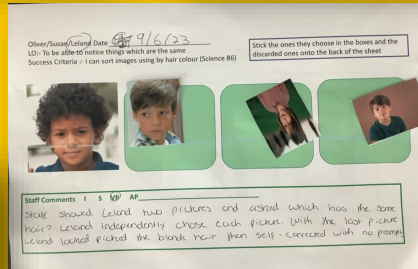 Oliver/Susan/Leland Date 9/6/23
LO:- To be able to notice things which are the same
Success Criteria :- I can sort images using by hair colour (Science B6)
Stick the ones they choose in the boxes and the
discarded ones onto the back of the sheet
Staff Comments I S VP AP
Staff showed Leland two pictures and asked which has the same
hair? Leland independently chose each picture. With the last picture
Leland looked picked the blonde hair then self-corrected with no prompts